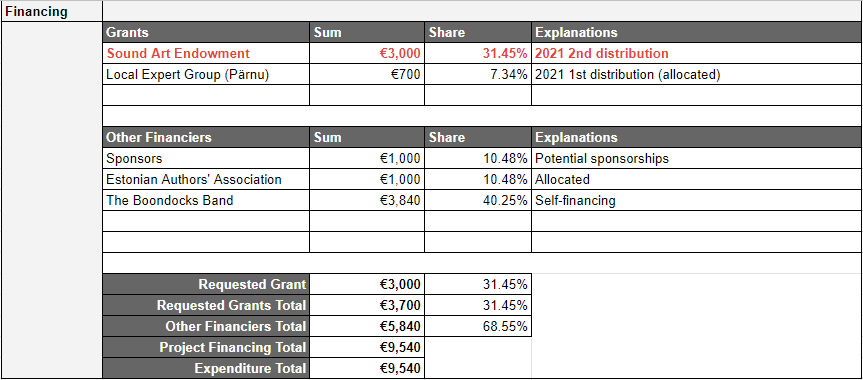 Financing
Grants Sum Share Explanations
Sound Art Endowment €3,000 31.45% 2021 2nd distribution
Local Expert Group (Pärnu) €700 7.34% 2021 1st distribution (allocated)
Other Financiers Sum Share Explanations
Sponsors €1,000 10.48% Potential sponsorships
Estonian Authors' Association €1,000 10.48% Allocated
The Boondocks Band €3,840 40.25% Self-financing
Requested Grant €3,000 31.45%
Requested Grants Total €3,700 31.45%
Other Financiers Total €5,840 68.55%
Project Financing Total €9,540
Expenditure Total €9,540